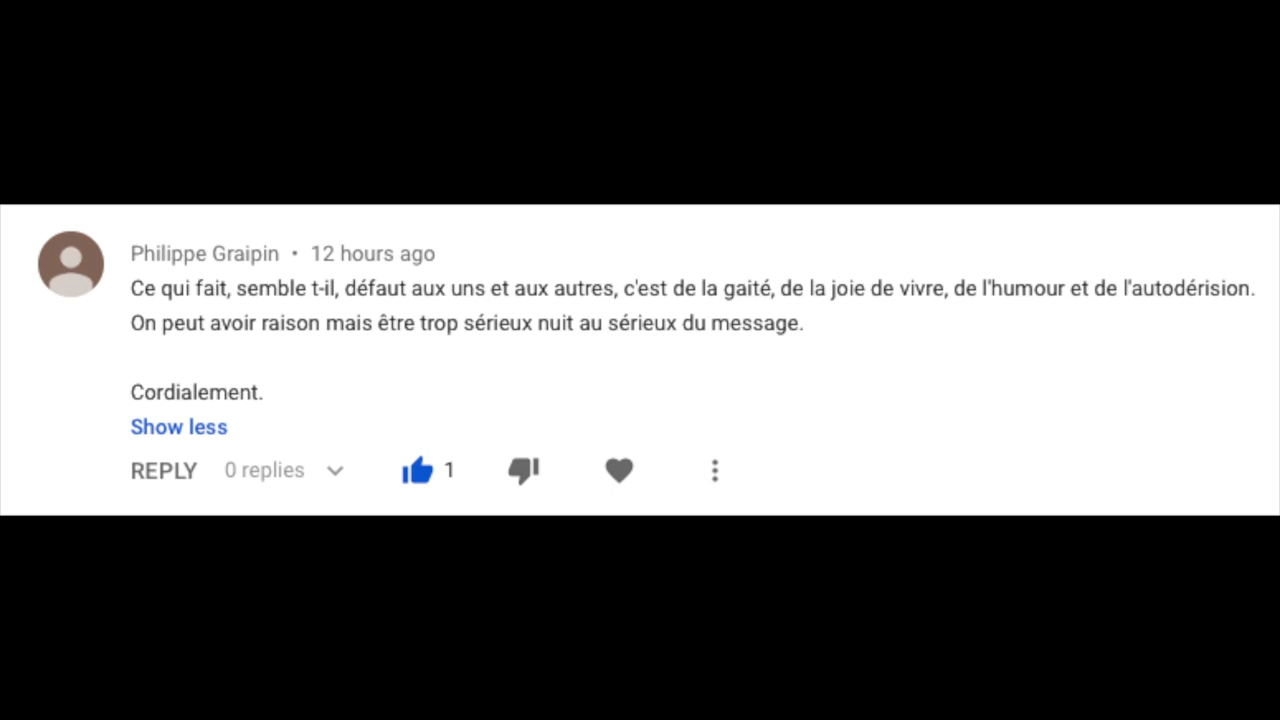 Philippe Graipin • 12 hours ago
Ce qui fait, semble t-il, défaut aux uns et aux autres, c'est de la gaité, de la joie de vivre, de l'humour et de l'autodérision.
On peut avoir raison mais être trop sérieux nuit au sérieux du message.
Cordialement.
Show less
REPLY 0 replies 1